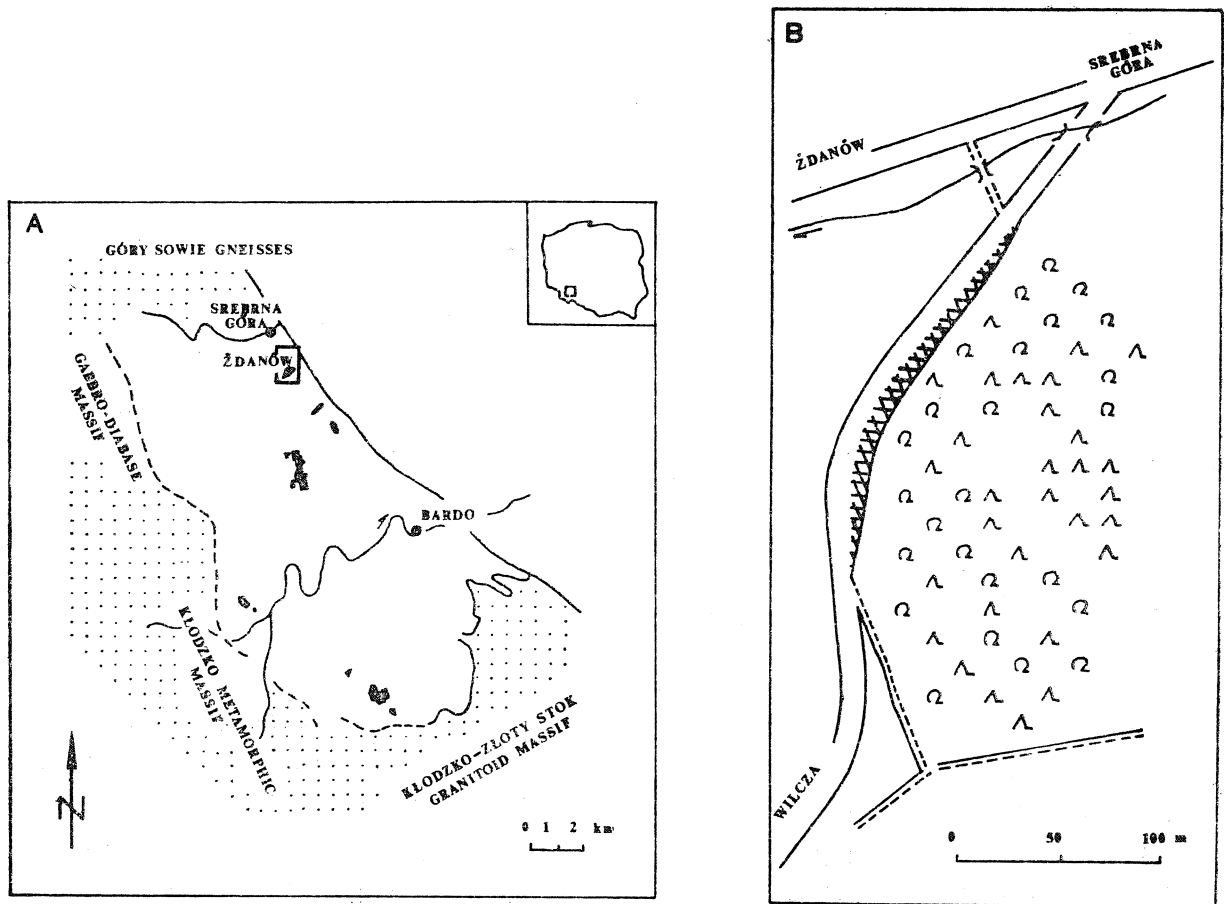 A
GÓRY SOWIE GNEISSES
SREBRNA
GÓRA
ŻDANÓW
GABBRO-DIABASE
MASSIF
BARDO
KŁODZKO METAMORPHIC
MASSIF
KŁODZKO-ZŁOTY STOK
GRANITOID MASSIF
N
0 1 2 km
B
SREBRNA
GÓRA
ŻDANÓW
WILCZA
0 50 100 m